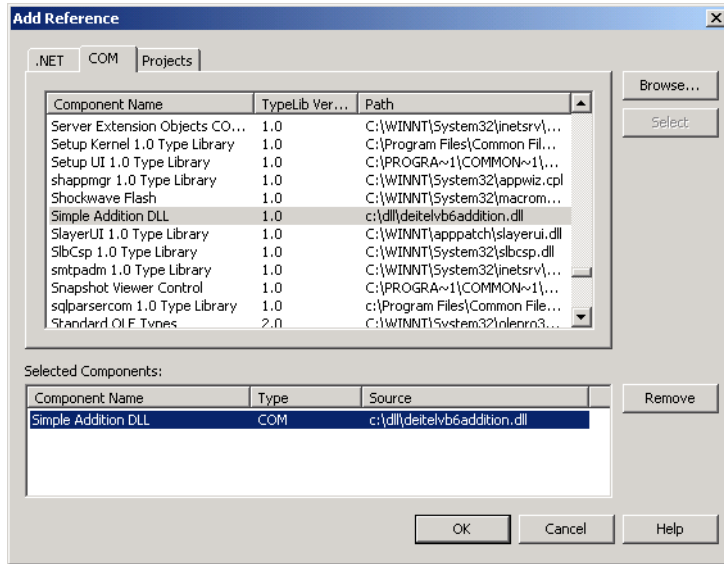 Add Reference
.NET COM Projects
Component Name TypeLib Ver... Path
Server Extension Objects CO... 1.0 C:\WINNT\System32\inetsrv\...
Setup Kernel 1.0 Type Library 1.0 C:\Program Files\Common Fil...
Setup UI 1.0 Type Library 1.0 C:\PROGRA~1\COMMON~1\...
shappmgr 1.0 Type Library 1.0 C:\WINNT\System32\appwiz.cpl
Shockwave Flash 1.0 C:\WINNT\System32\macrom...
Simple Addition DLL 1.0 c:\dll\deitelvb6addition.dll
SlayerUI 1.0 Type Library 1.0 C:\WINNT\apppatch\slayerui.dll
SlbCsp 1.0 Type Library 1.0 C:\WINNT\System32\slbcsp.dll
smtpadm 1.0 Type Library 1.0 C:\WINNT\System32\inetsrv\...
Snapshot Viewer Control 1.0 C:\PROGRA~1\COMMON~1\...
sqlparsercom 1.0 Type Library 1.0 c:\Program Files\Common File...
Standard OLE Types 2.0 C:\WINNT\System32\olepro3...
Browse...
Select
Selected Components:
Component Name Type Source
Simple Addition DLL COM c:\dll\deitelvb6addition.dll
Remove
OK Cancel Help